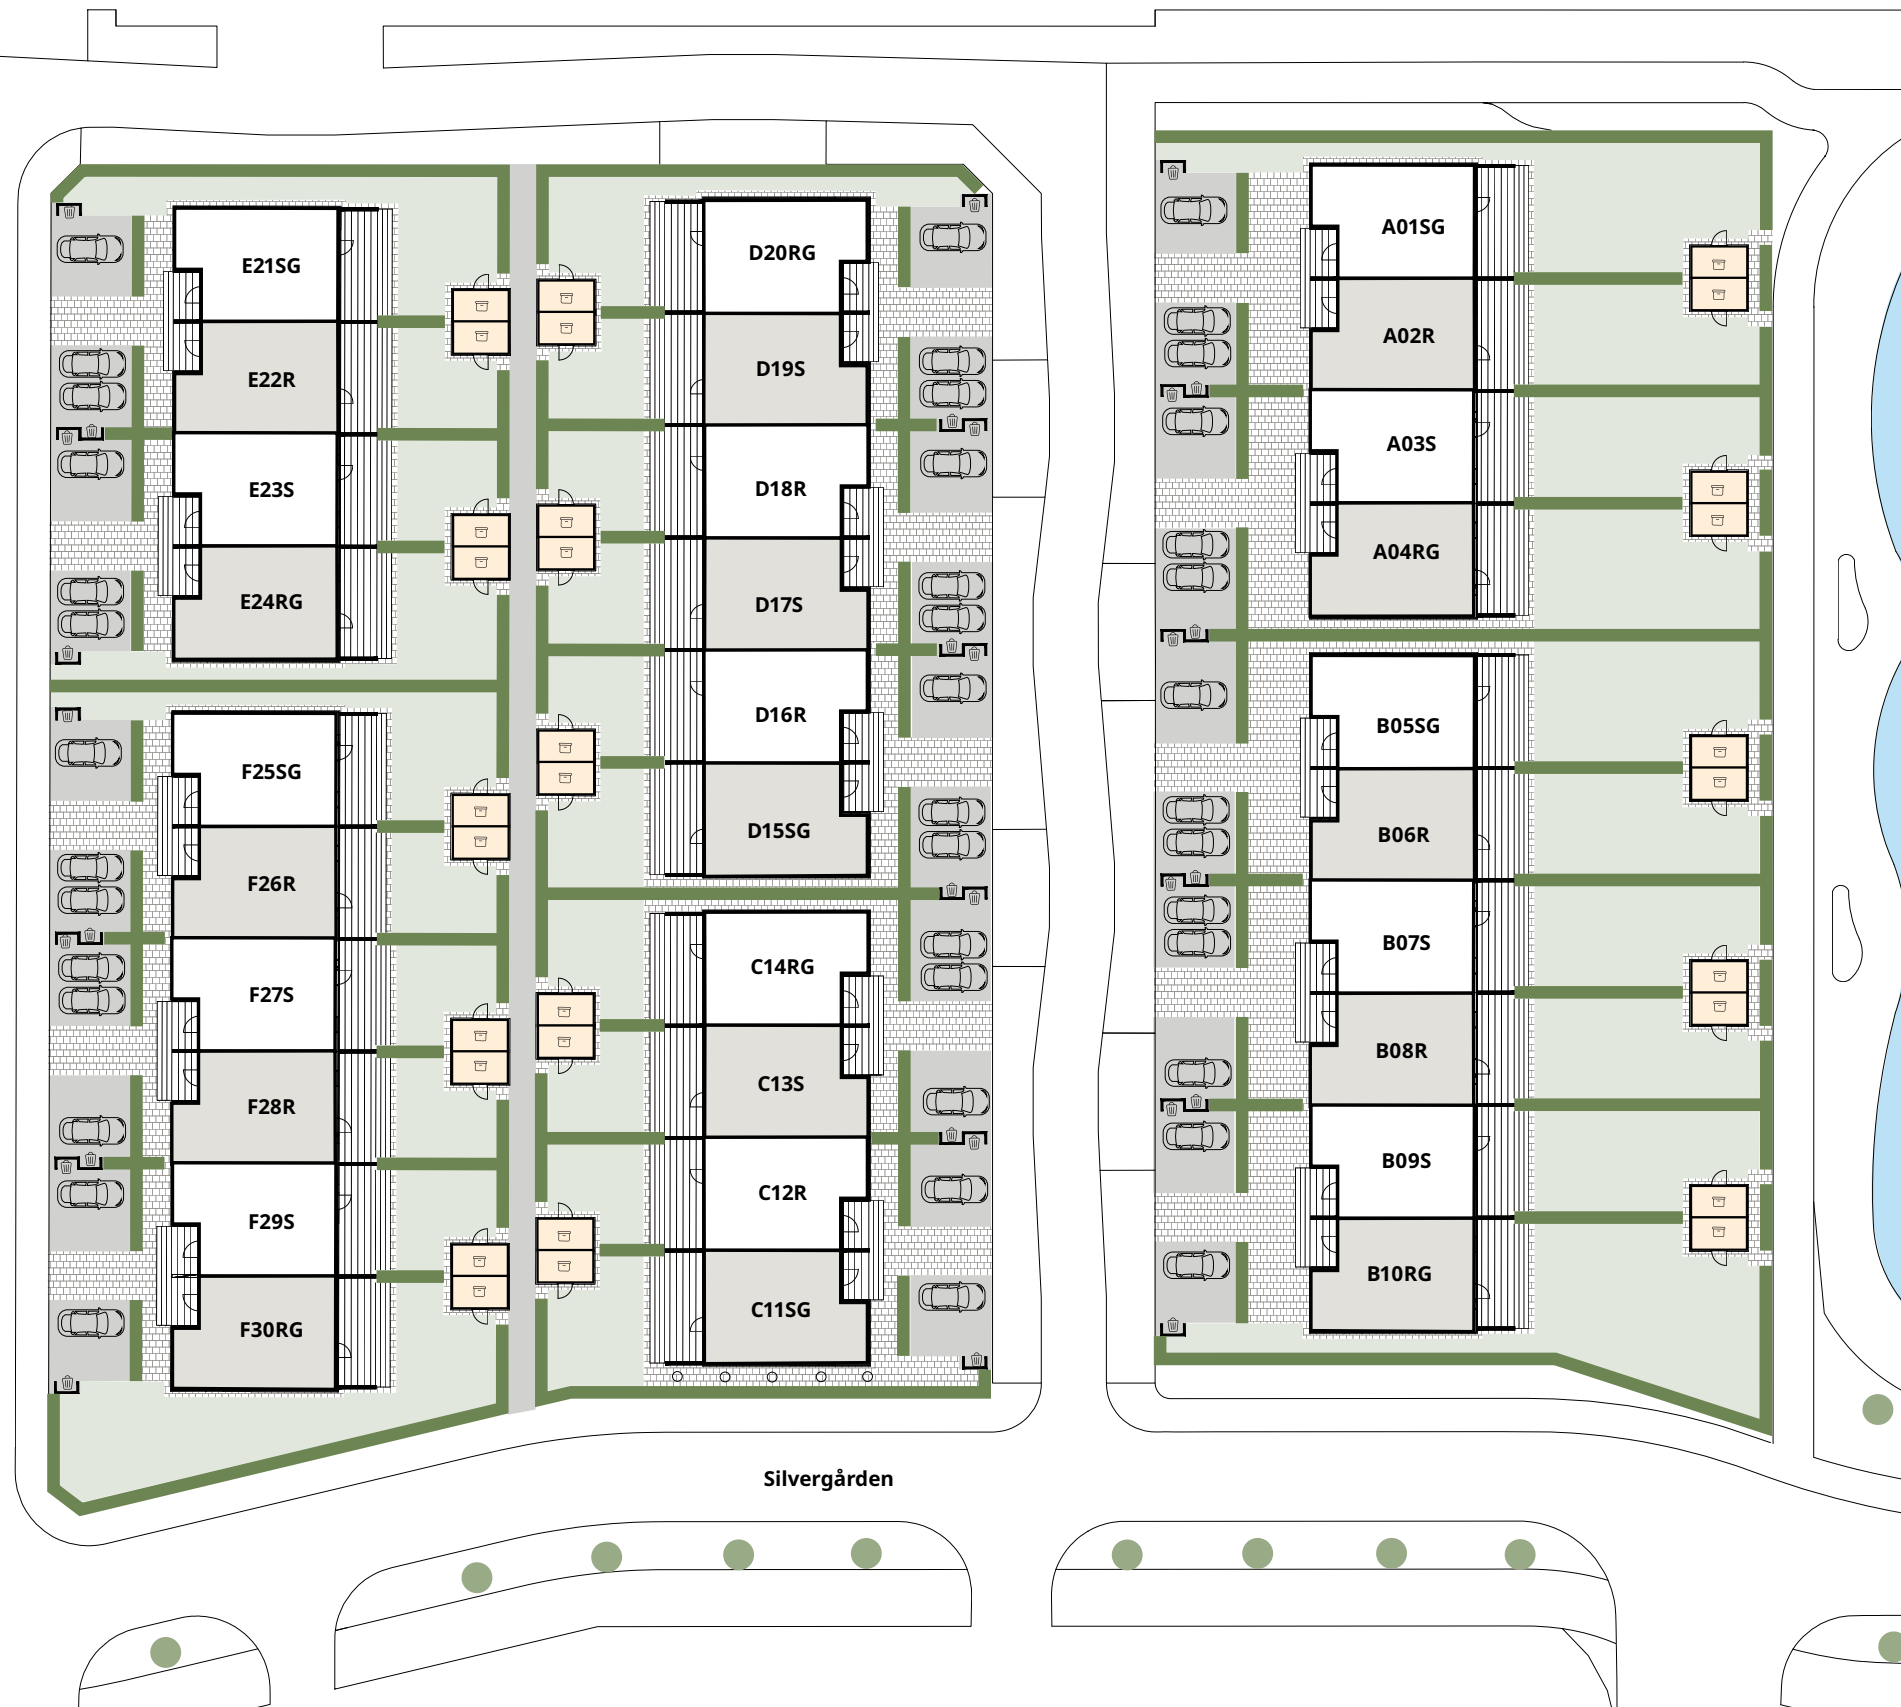 E21SG
E22R
E23S
E24RG
F25SG
F26R
F27S
F28R
F29S
F30RG
D20RG
D19S
D18R
D17S
D16R
D15SG
C14RG
C13S
C12R
C11SG
A01SG
A02R
A03S
A04RG
B05SG
B06R
B07S
B08R
B09S
B10RG
Silvergården